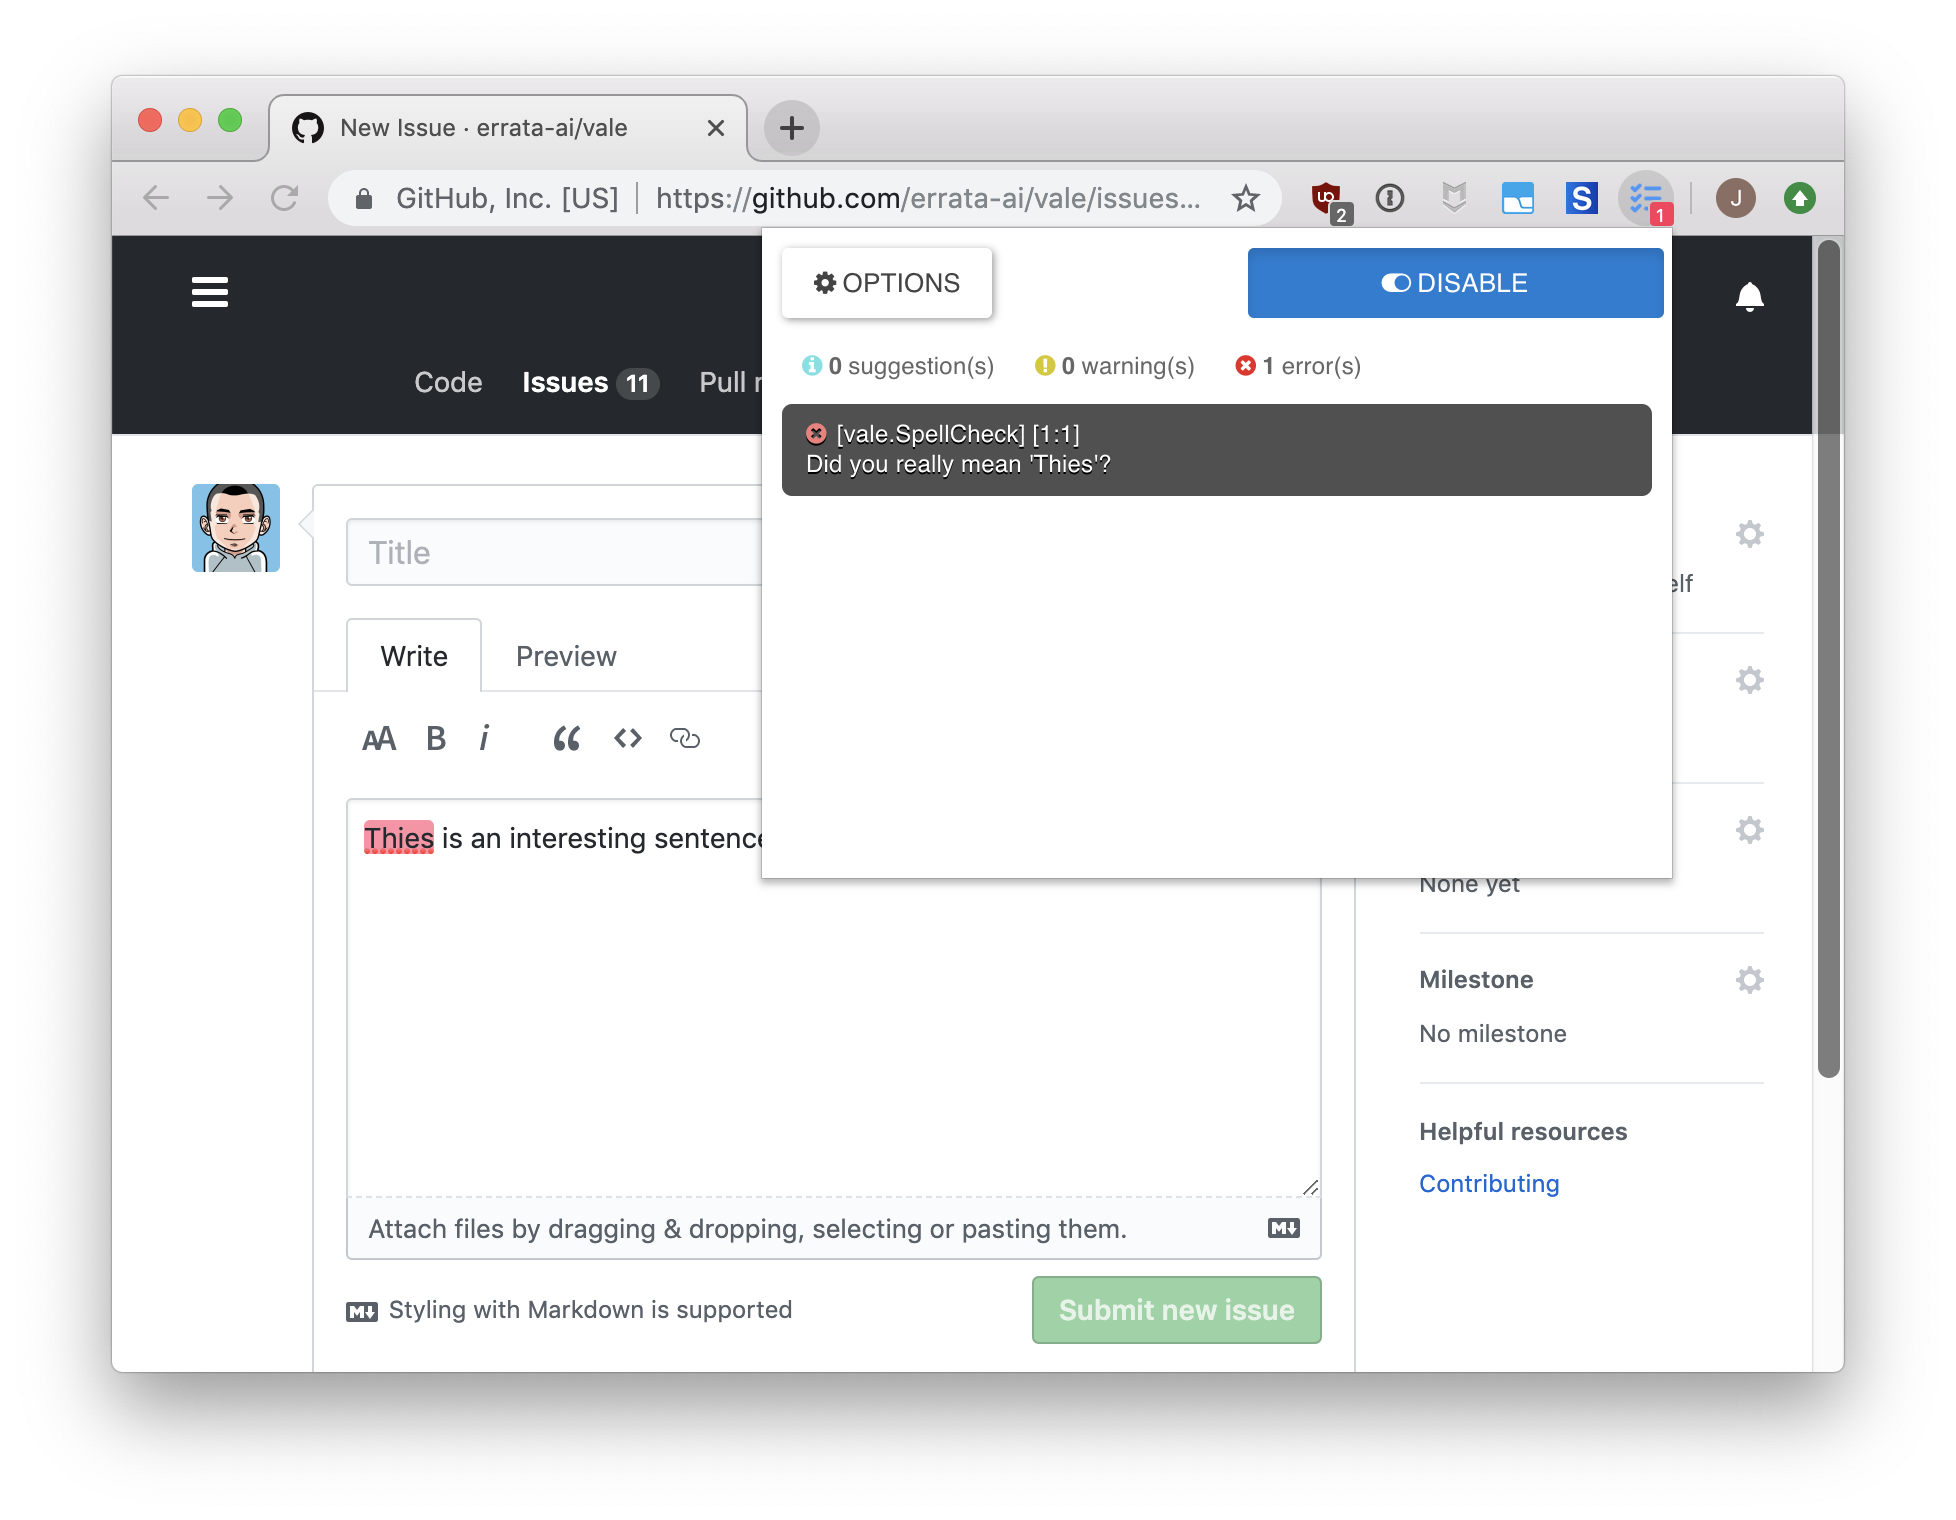 New Issue · errata-ai/vale
GitHub, Inc. [US] https://github.com/errata-ai/vale/issues...
2
S
1
J
OPTIONS
DISABLE
0 suggestion(s) 0 warning(s) 1 error(s)
[vale.SpellCheck] [1:1]
Did you really mean 'Thies'?
Code Issues 11 Pull r
Title
elf
Write Preview
AA B i
Thies is an interesting sentence
None yet
Milestone
No milestone
Helpful resources
Contributing
Attach files by dragging & dropping, selecting or pasting them.
Styling with Markdown is supported
Submit new issue